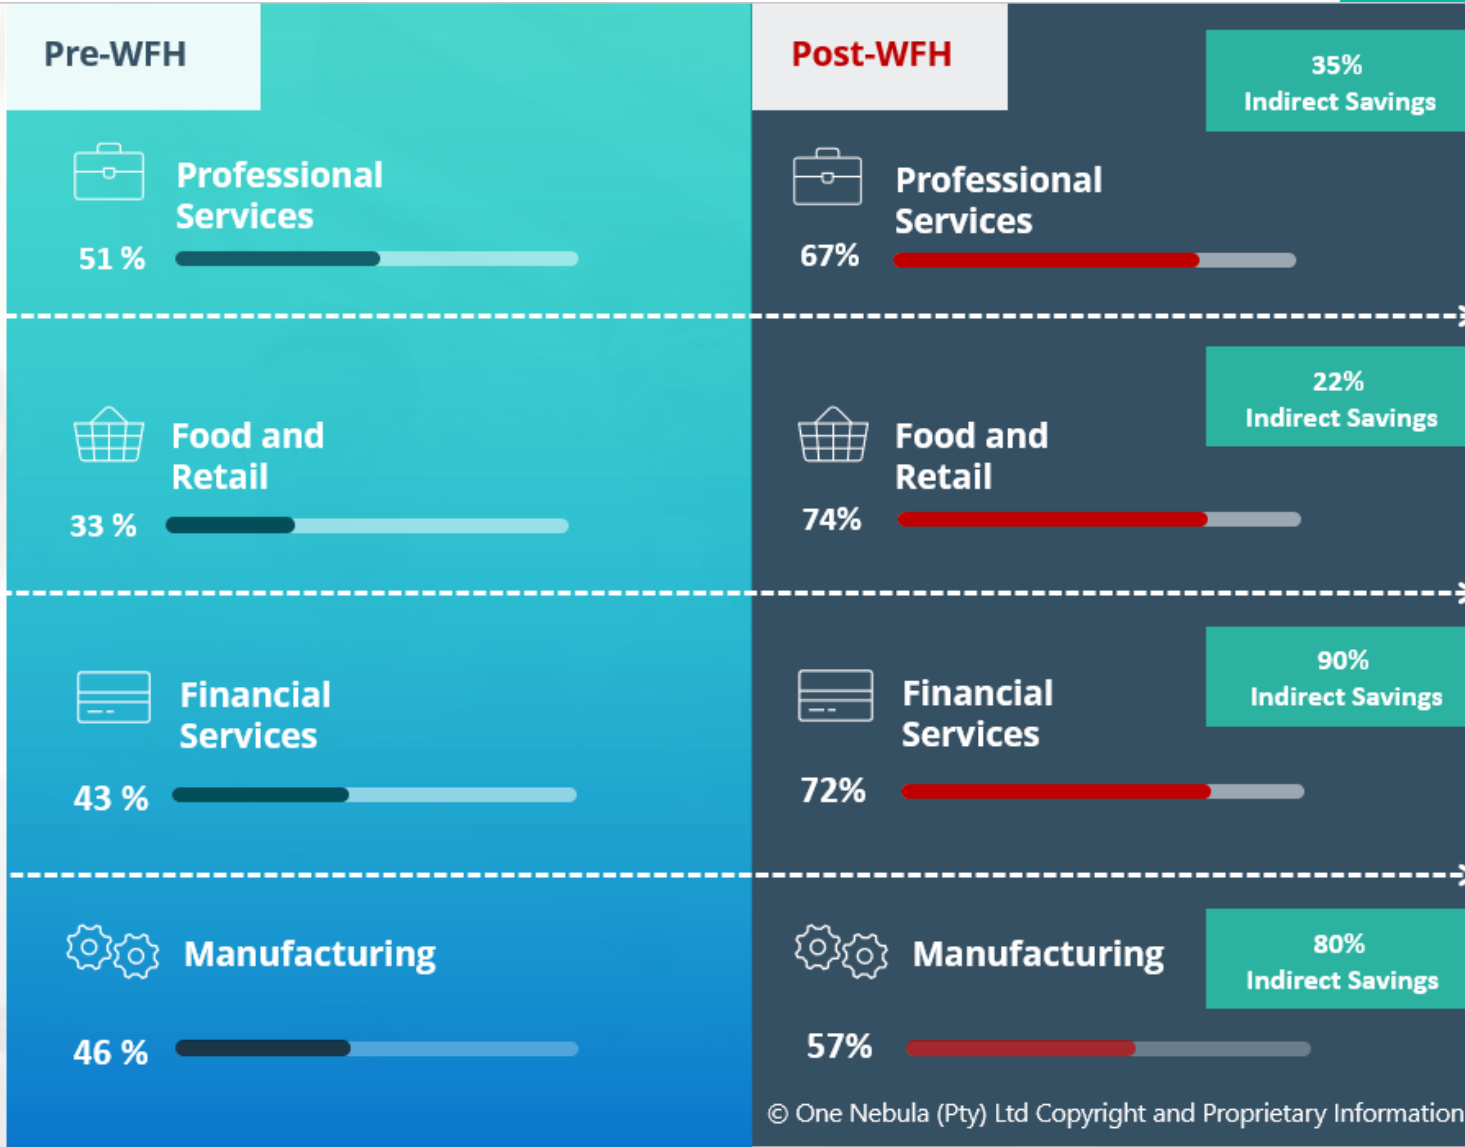 Pre-WFH
Professional
Services
51 %
Food and
Retail
33 %
Financial
Services
43 %
Manufacturing
46 %
Post-WFH
35%
Indirect Savings
Professional
Services
67%
22%
Indirect Savings
Food and
Retail
74%
90%
Indirect Savings
Financial
Services
72%
80%
Indirect Savings
Manufacturing
57%
© One Nebula (Pty) Ltd Copyright and Proprietary Information